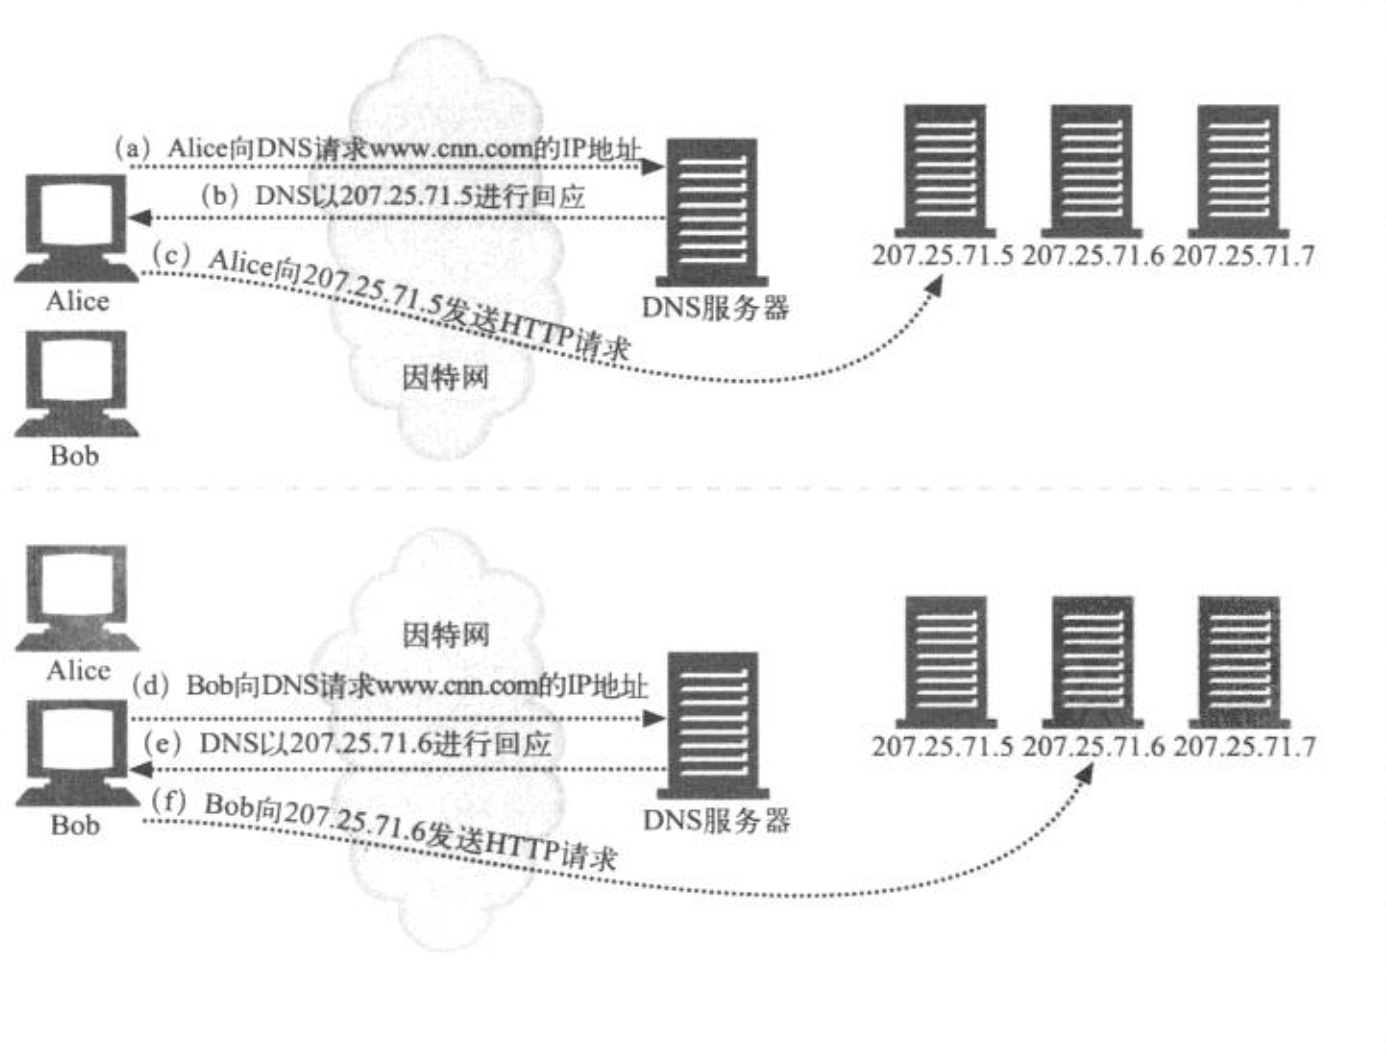 (a) Alice向DNS请求www.cnn.com的IP地址
(b) DNS以207.25.71.5进行回应
(c) Alice向207.25.71.5发送HTTP请求
Alice
DNS服务器
207.25.71.5 207.25.71.6 207.25.71.7
因特网
Bob
因特网
Alice
(d) Bob向DNS请求www.cnn.com的IP地址
(e) DNS以207.25.71.6进行回应
(f) Bob向207.25.71.6发送HTTP请求
Bob
DNS服务器
207.25.71.5 207.25.71.6 207.25.71.7